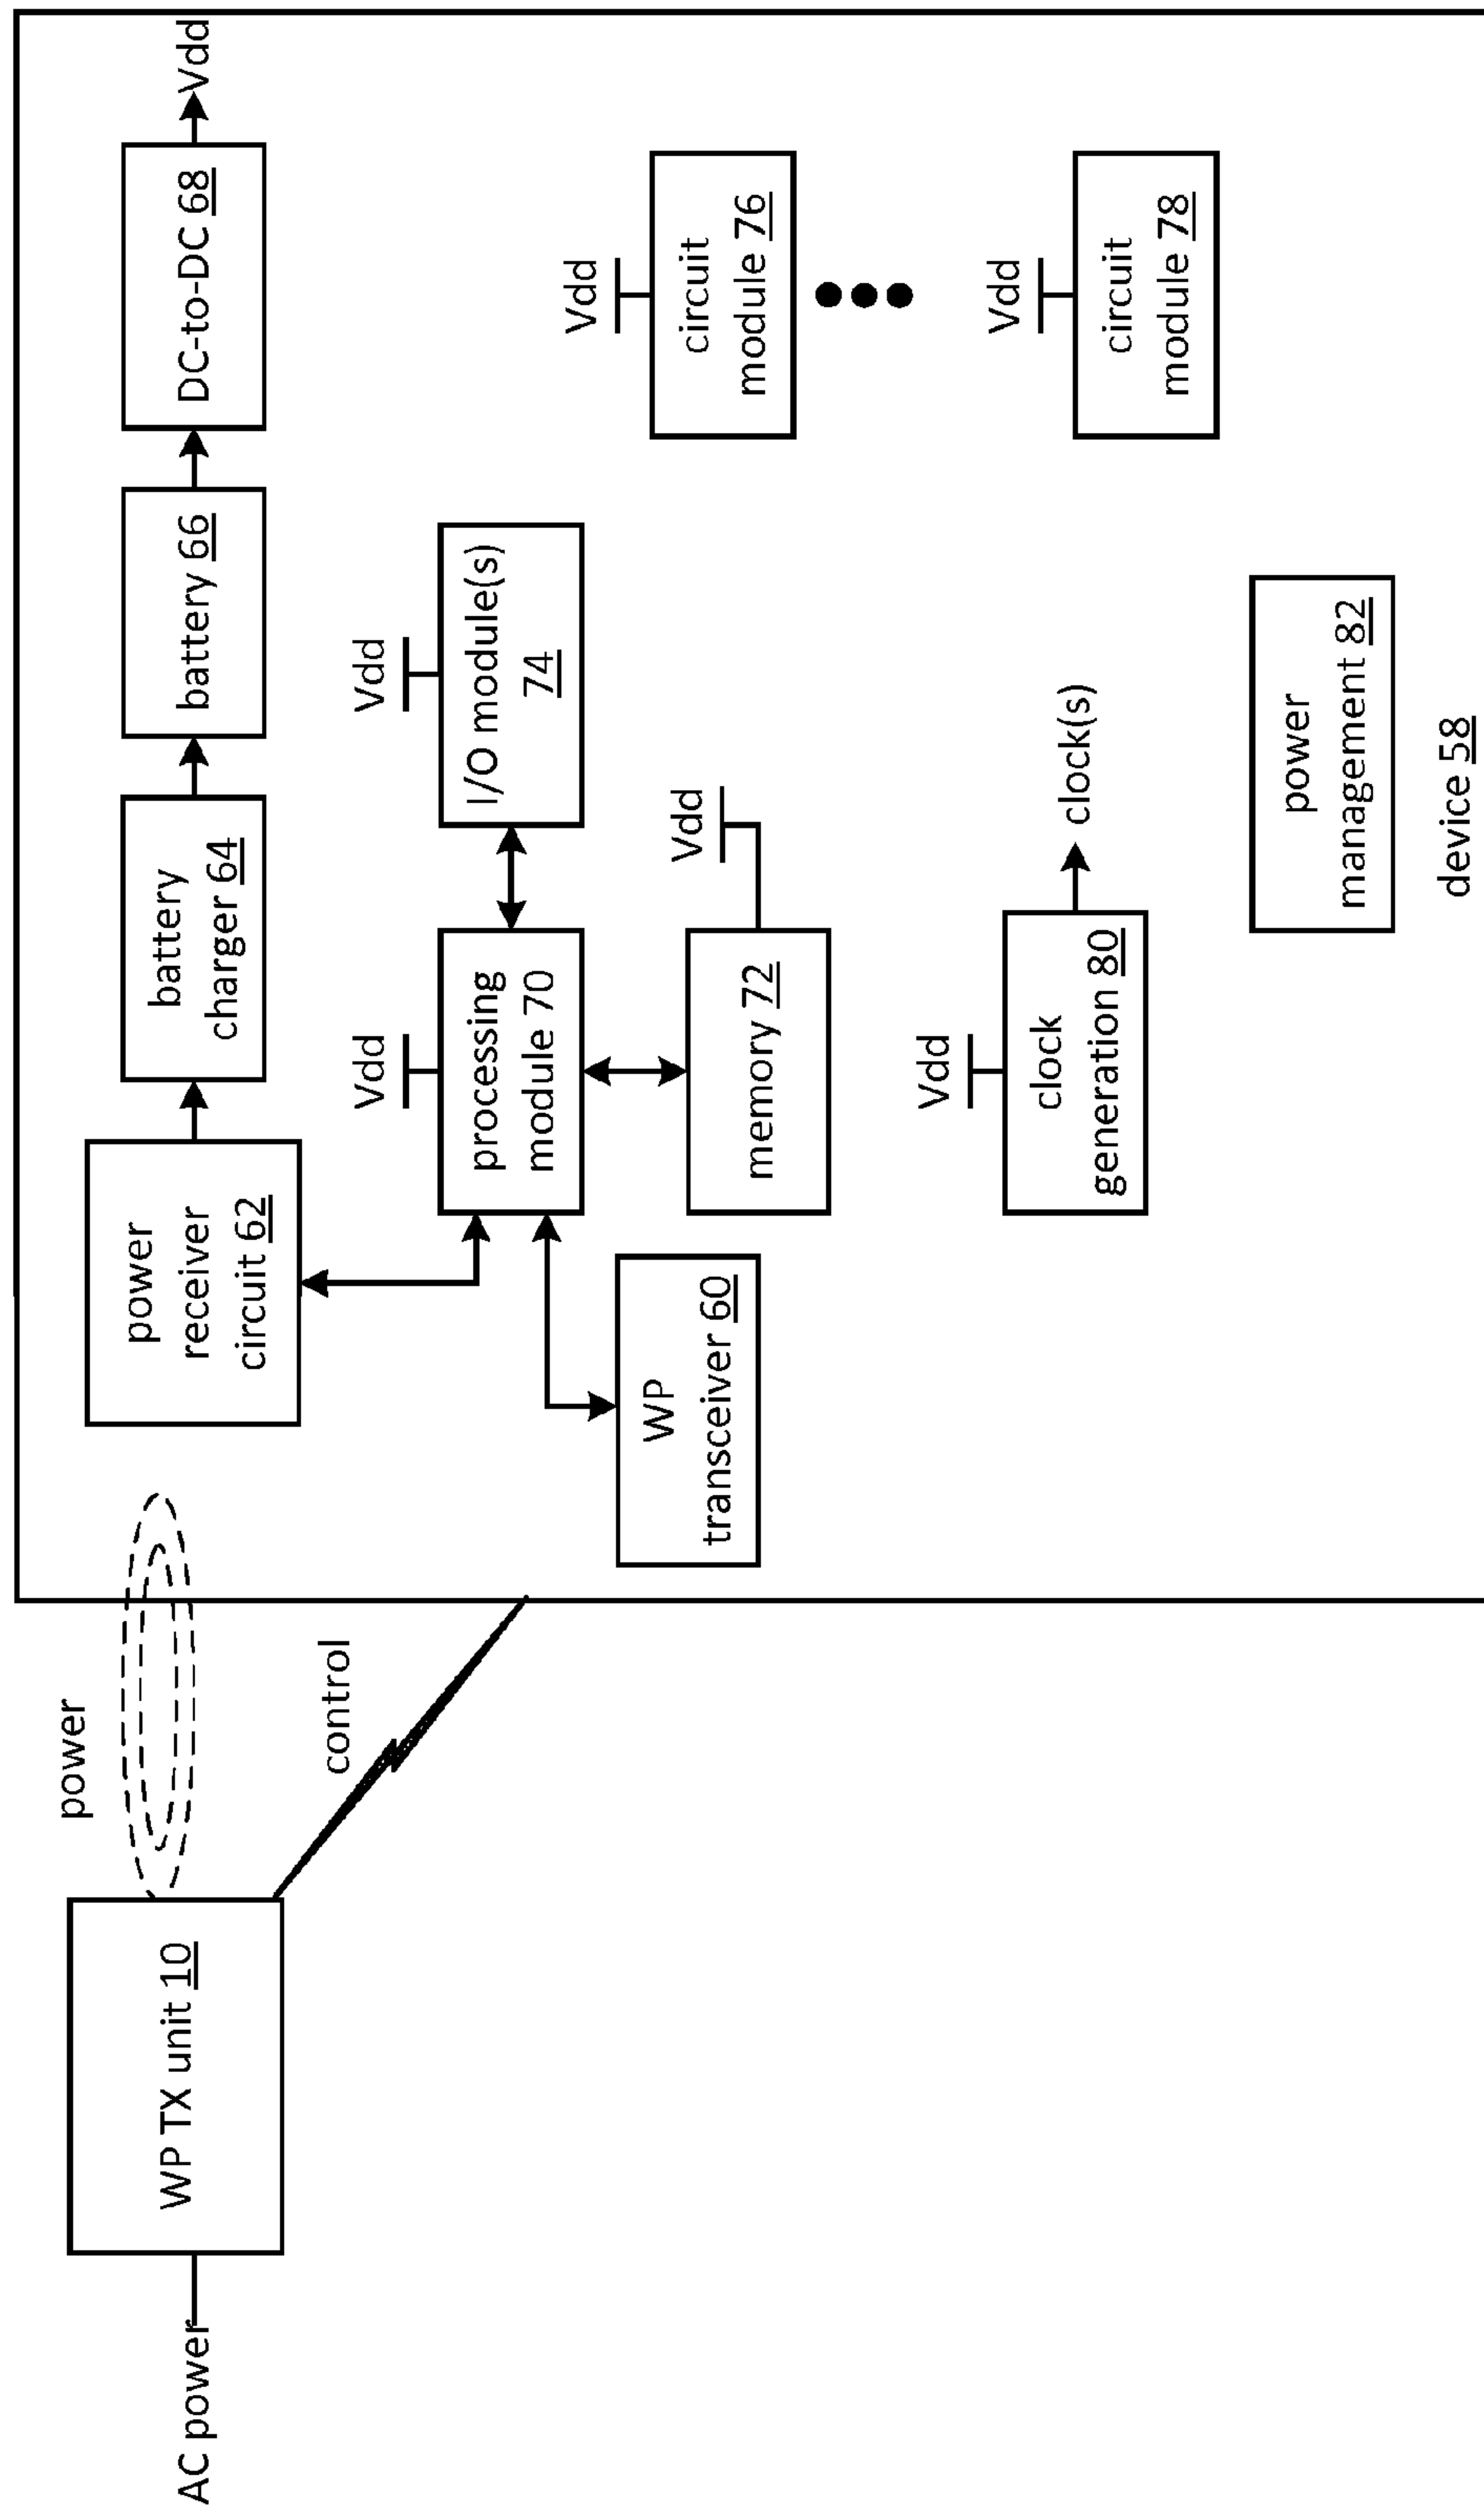 AC power
WP TX unit 10
power
control
power
receiver
circuit 62
battery
charger 64
battery 66
DC-to-DC 68
Vdd
WP
transceiver 60
Vdd
processing
module 70
Vdd
I/O module(s)
74
memory 72
Vdd
Vdd
circuit
module 76
Vdd
circuit
module 78
Vdd
clock
generation 80
clock(s)
power
management 82
device 58